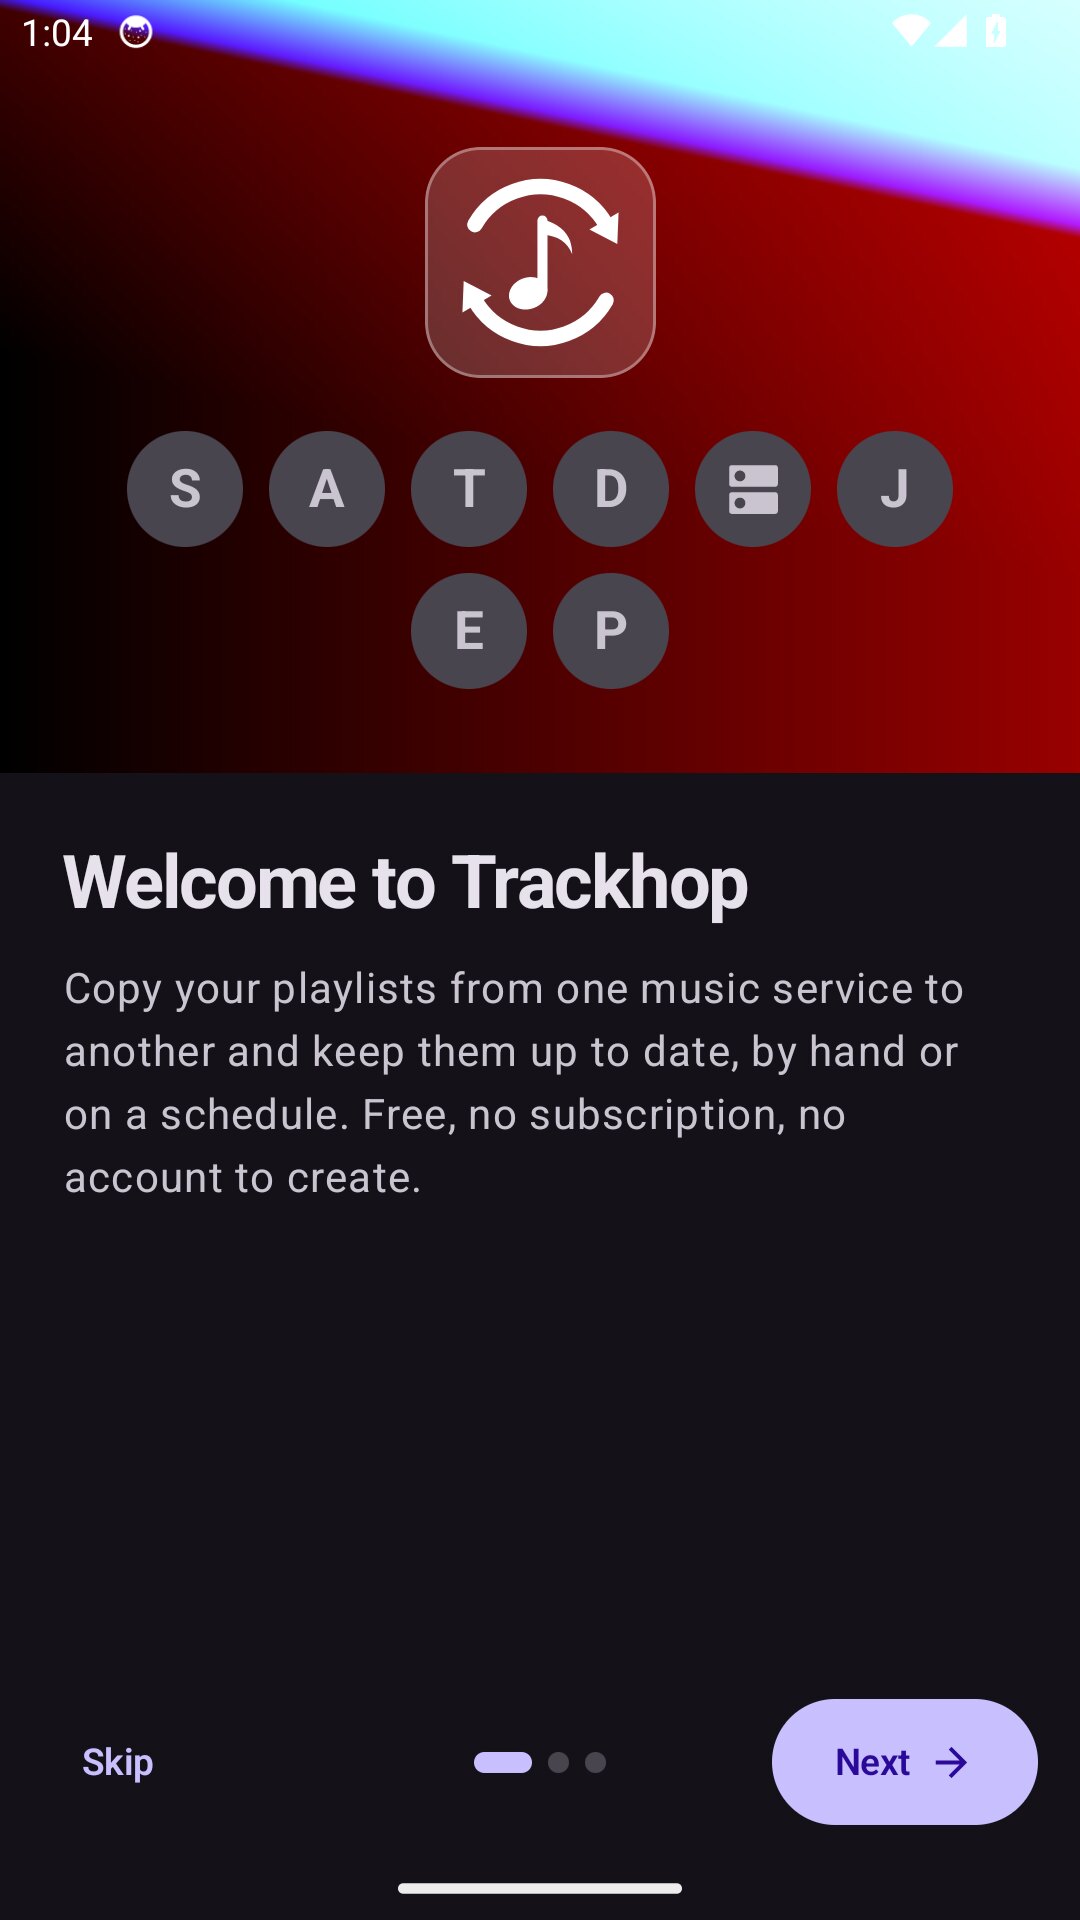 1:04
S A T D J
E P
Welcome to Trackhop
Copy your playlists from one music service to
another and keep them up to date, by hand or
on a schedule. Free, no subscription, no
account to create.
Skip
Next